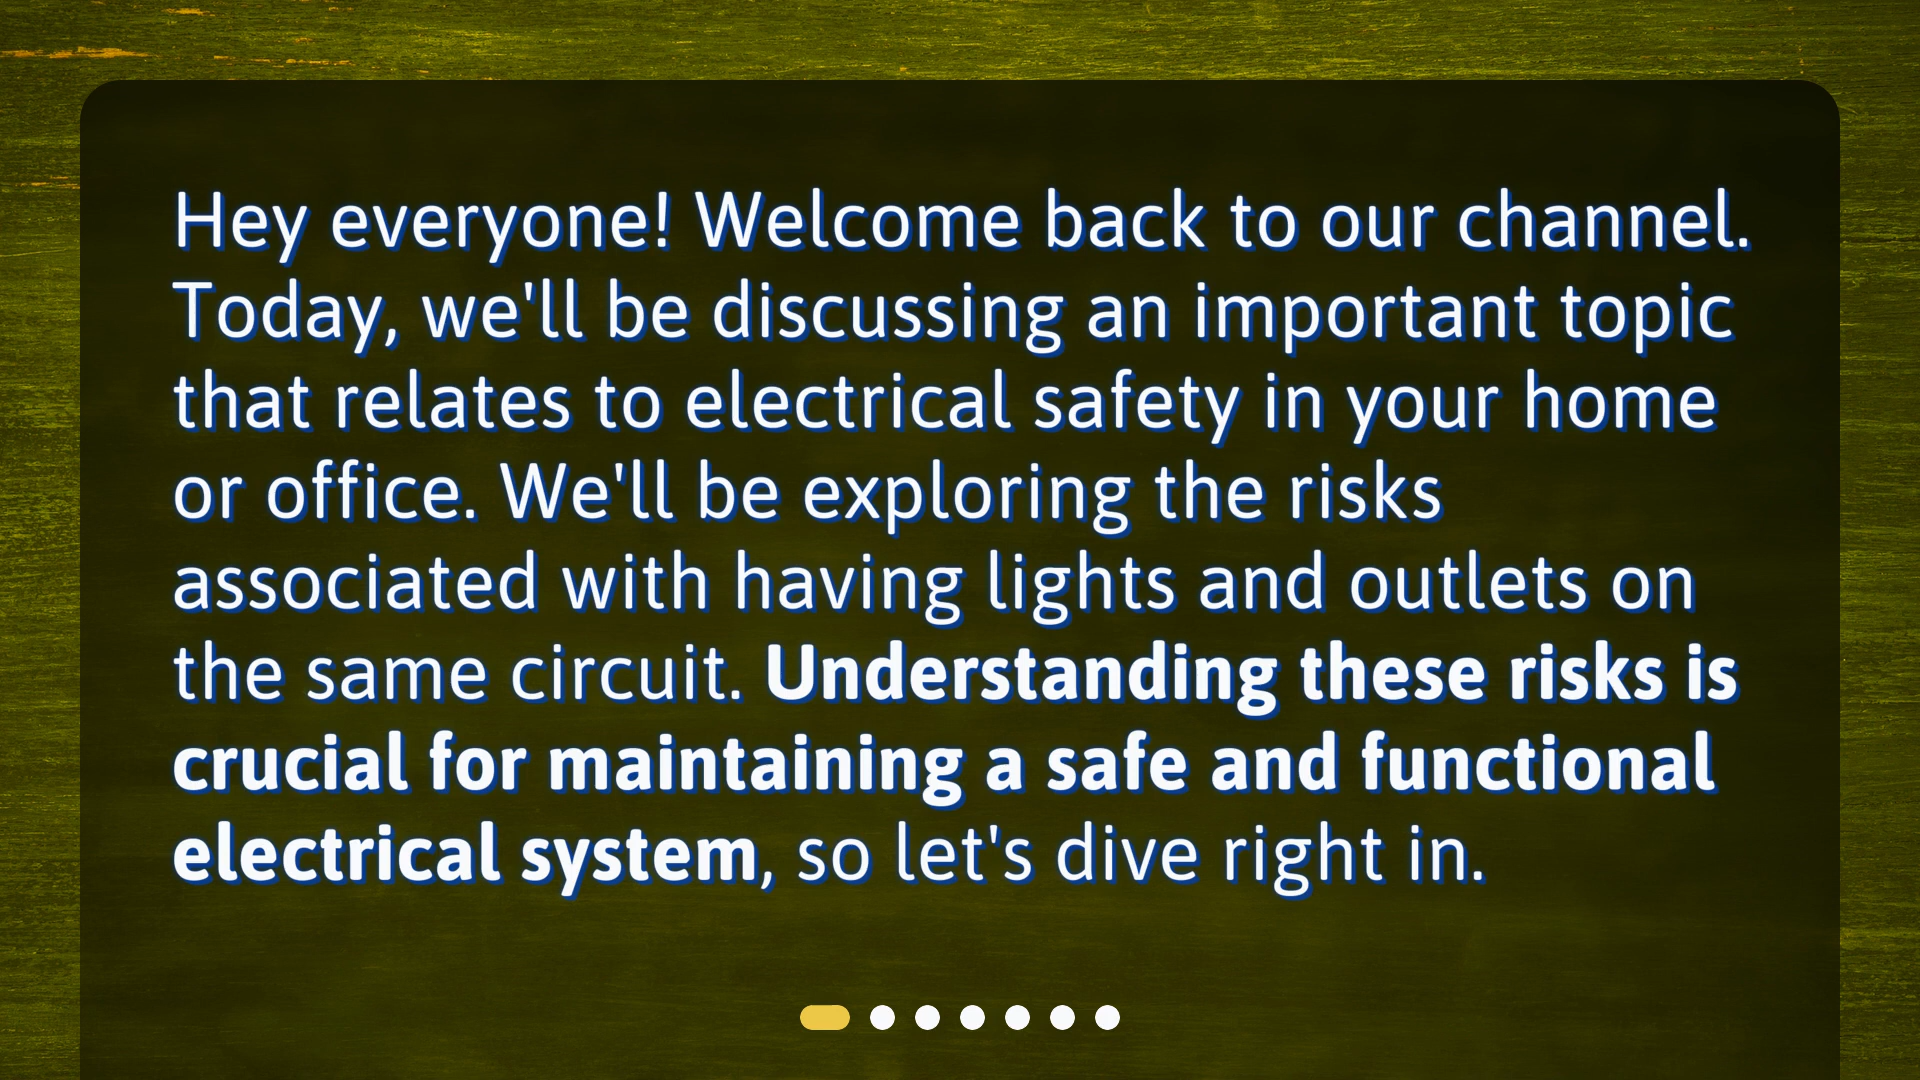 Hey everyone! Welcome back to our channel.
Today, we'll be discussing an important topic
that relates to electrical safety in your home
or office. We'll be exploring the risks
associated with having lights and outlets on
the same circuit. Understanding these risks is
crucial for maintaining a safe and functional
electrical system, so let's dive right in.